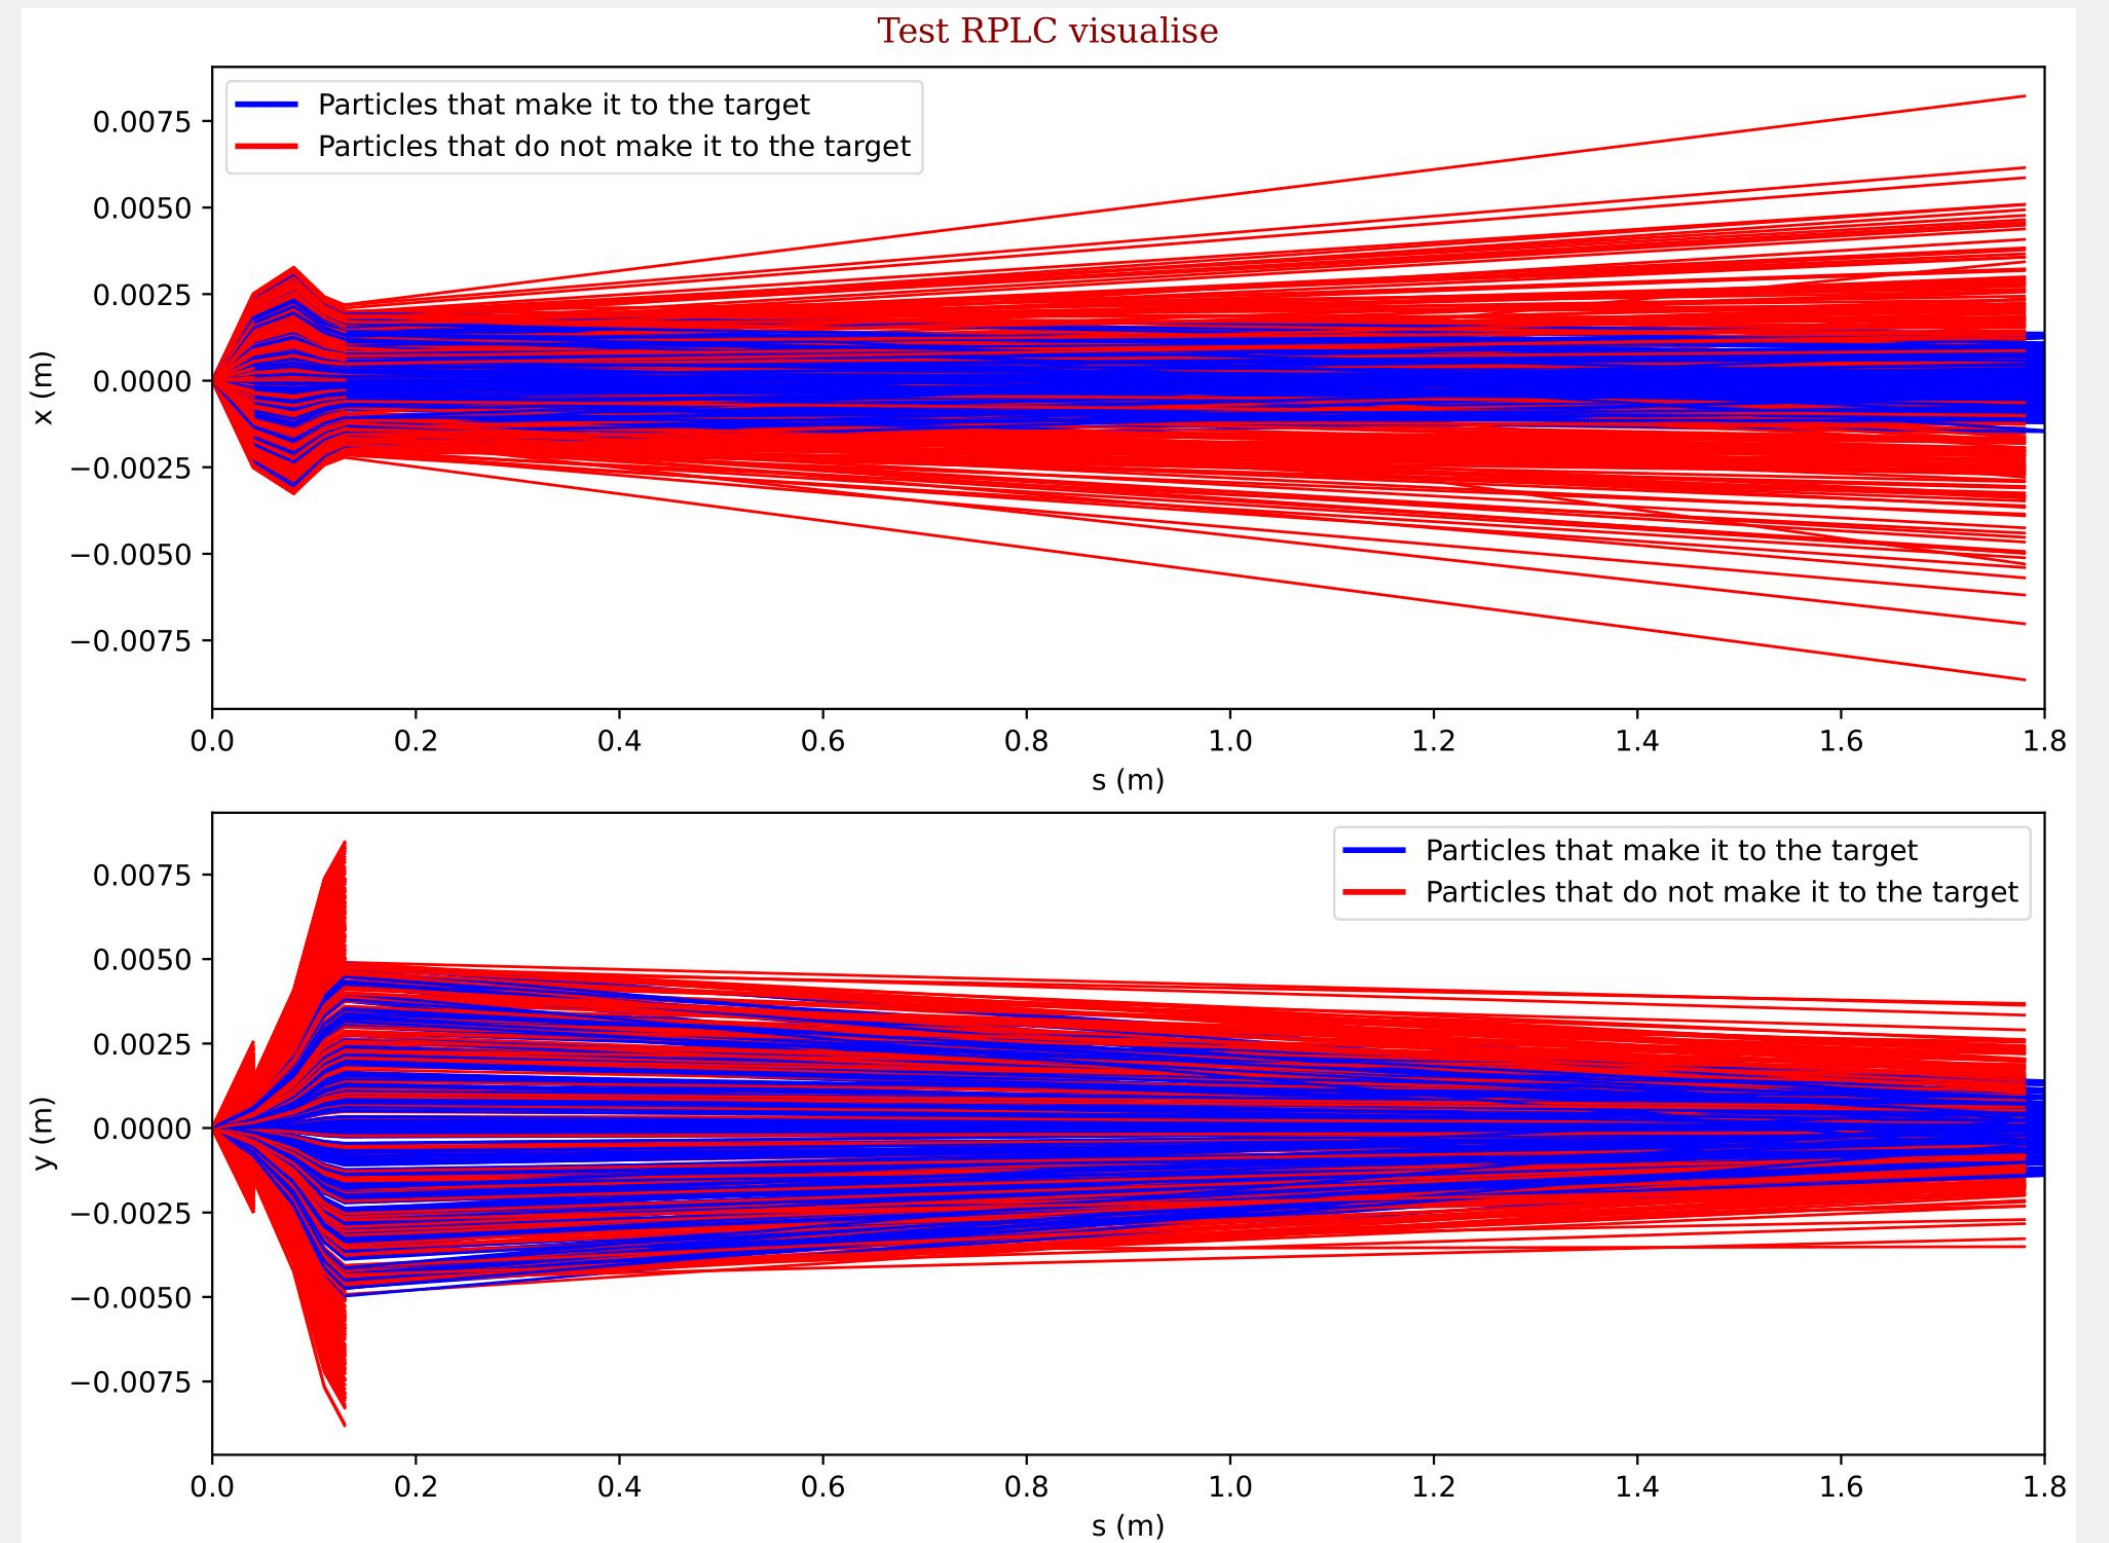 Test RPLC visualise
Particles that make it to the target
Particles that do not make it to the target
0.0075
0.0050
0.0025
0.0000
−0.0025
−0.0050
−0.0075
x (m)
0.0 0.2 0.4 0.6 0.8 1.0 1.2 1.4 1.6 1.8
s (m)
Particles that make it to the target
Particles that do not make it to the target
0.0075
0.0050
0.0025
0.0000
−0.0025
−0.0050
−0.0075
y (m)
0.0 0.2 0.4 0.6 0.8 1.0 1.2 1.4 1.6 1.8
s (m)